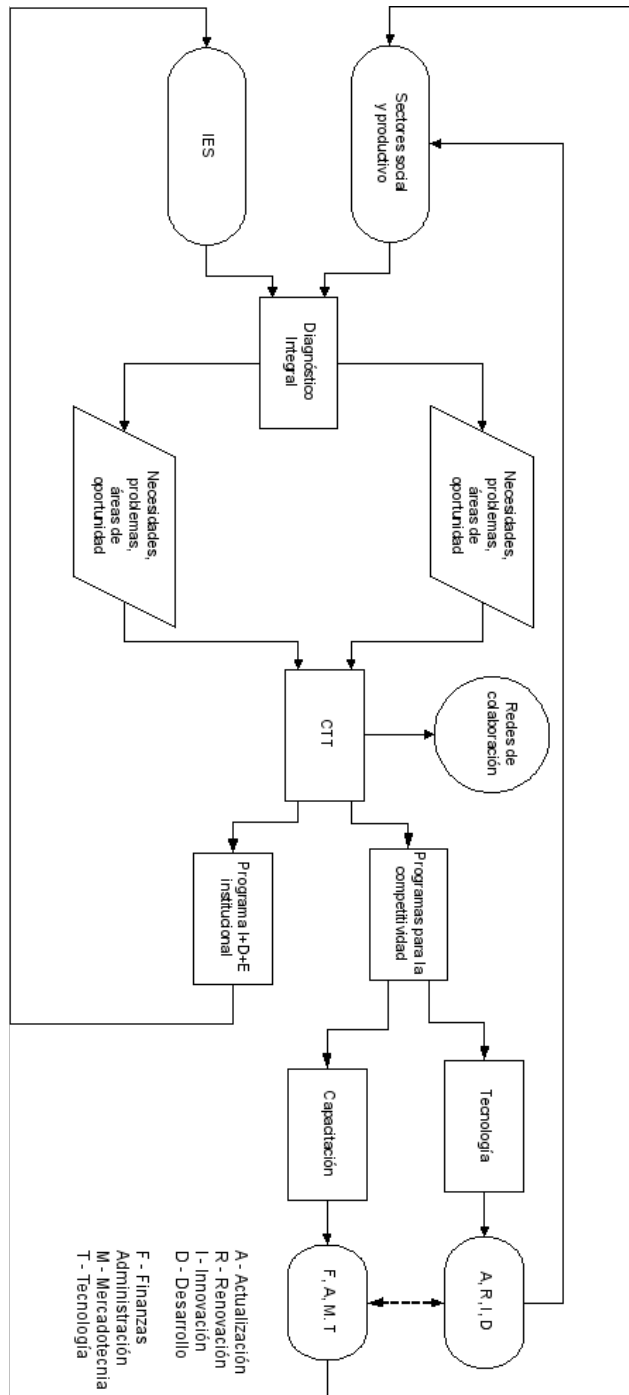 Sectores social
y productivo
IES
Diagnóstico
Integral
Necesidades,
problemas,
áreas de
oportunidad
Necesidades,
problemas,
áreas de
oportunidad
Redes de
colaboración
CTT
Programas para la
competitividad
Programa I+D+E
institucional
Tecnología
Capacitación
A, R, I, D
F, A, M. T
A - Actualización
R - Renovación
I - Innovación
D - Desarrollo
F - Finanzas
Administración
M - Mercadotecnia
T - Tecnología